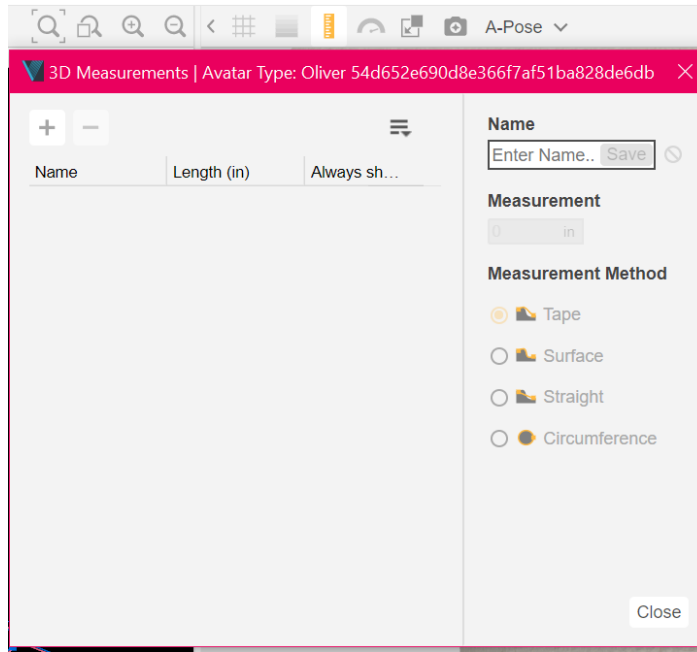 A-Pose
3D Measurements | Avatar Type: Oliver 54d652e690d8e366f7af51ba828de6db
Name
Length (in)
Always sh...
Name
Enter Name..
Save
Measurement
0
in
Measurement Method
Tape
Surface
Straight
Circumference
Close